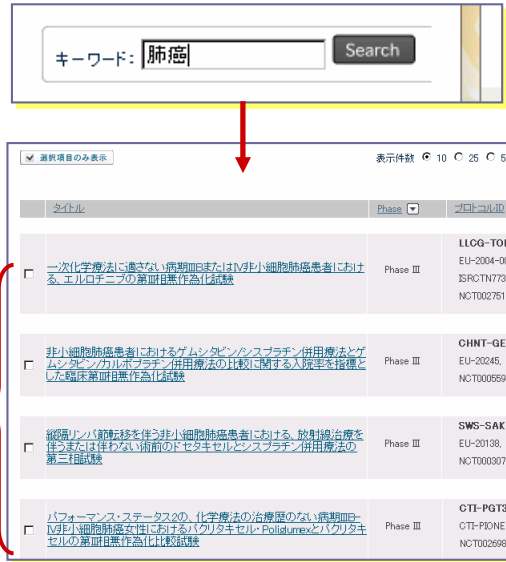 キーワード: 肺癌 Search
選択項目のみ表示 表示件数 10 25 5
タイトル Phase プロトコルID
一次化学療法に適さない病期ⅢBまたはⅣ非小細胞肺癌患者におけ
る、エルロチニブの第Ⅲ相無作為化試験
Phase Ⅲ
LLCG-TOP
EU-2004-0
ISRCTN773
NCT002751
非小細胞肺癌患者におけるゲムシタビン/シスプラチン併用療法とゲ
ムシタビン/カルボプラチン併用療法の比較に関する入院率を指標と
した臨床第Ⅲ相無作為化試験
Phase Ⅲ
CHNT-GE
EU-20245,
NCT000559
縦隔リンパ節転移を伴う非小細胞肺癌患者における、放射線治療を
伴うまたは伴わない術前のドセタキセルとシスプラチン併用療法の
第三相試験
Phase Ⅲ
SWS-SAK
EU-20138,
NCT000307
パフォーマンス・ステータス2の、化学療法の治療歴のない病期ⅢB-
Ⅳ非小細胞肺癌女性におけるパクリタキセル・Poliglumexとパクリタキ
セルの第Ⅲ相無作為化比較試験
Phase Ⅲ
CTI-PGT3
CTI-PIONE
NCT002698